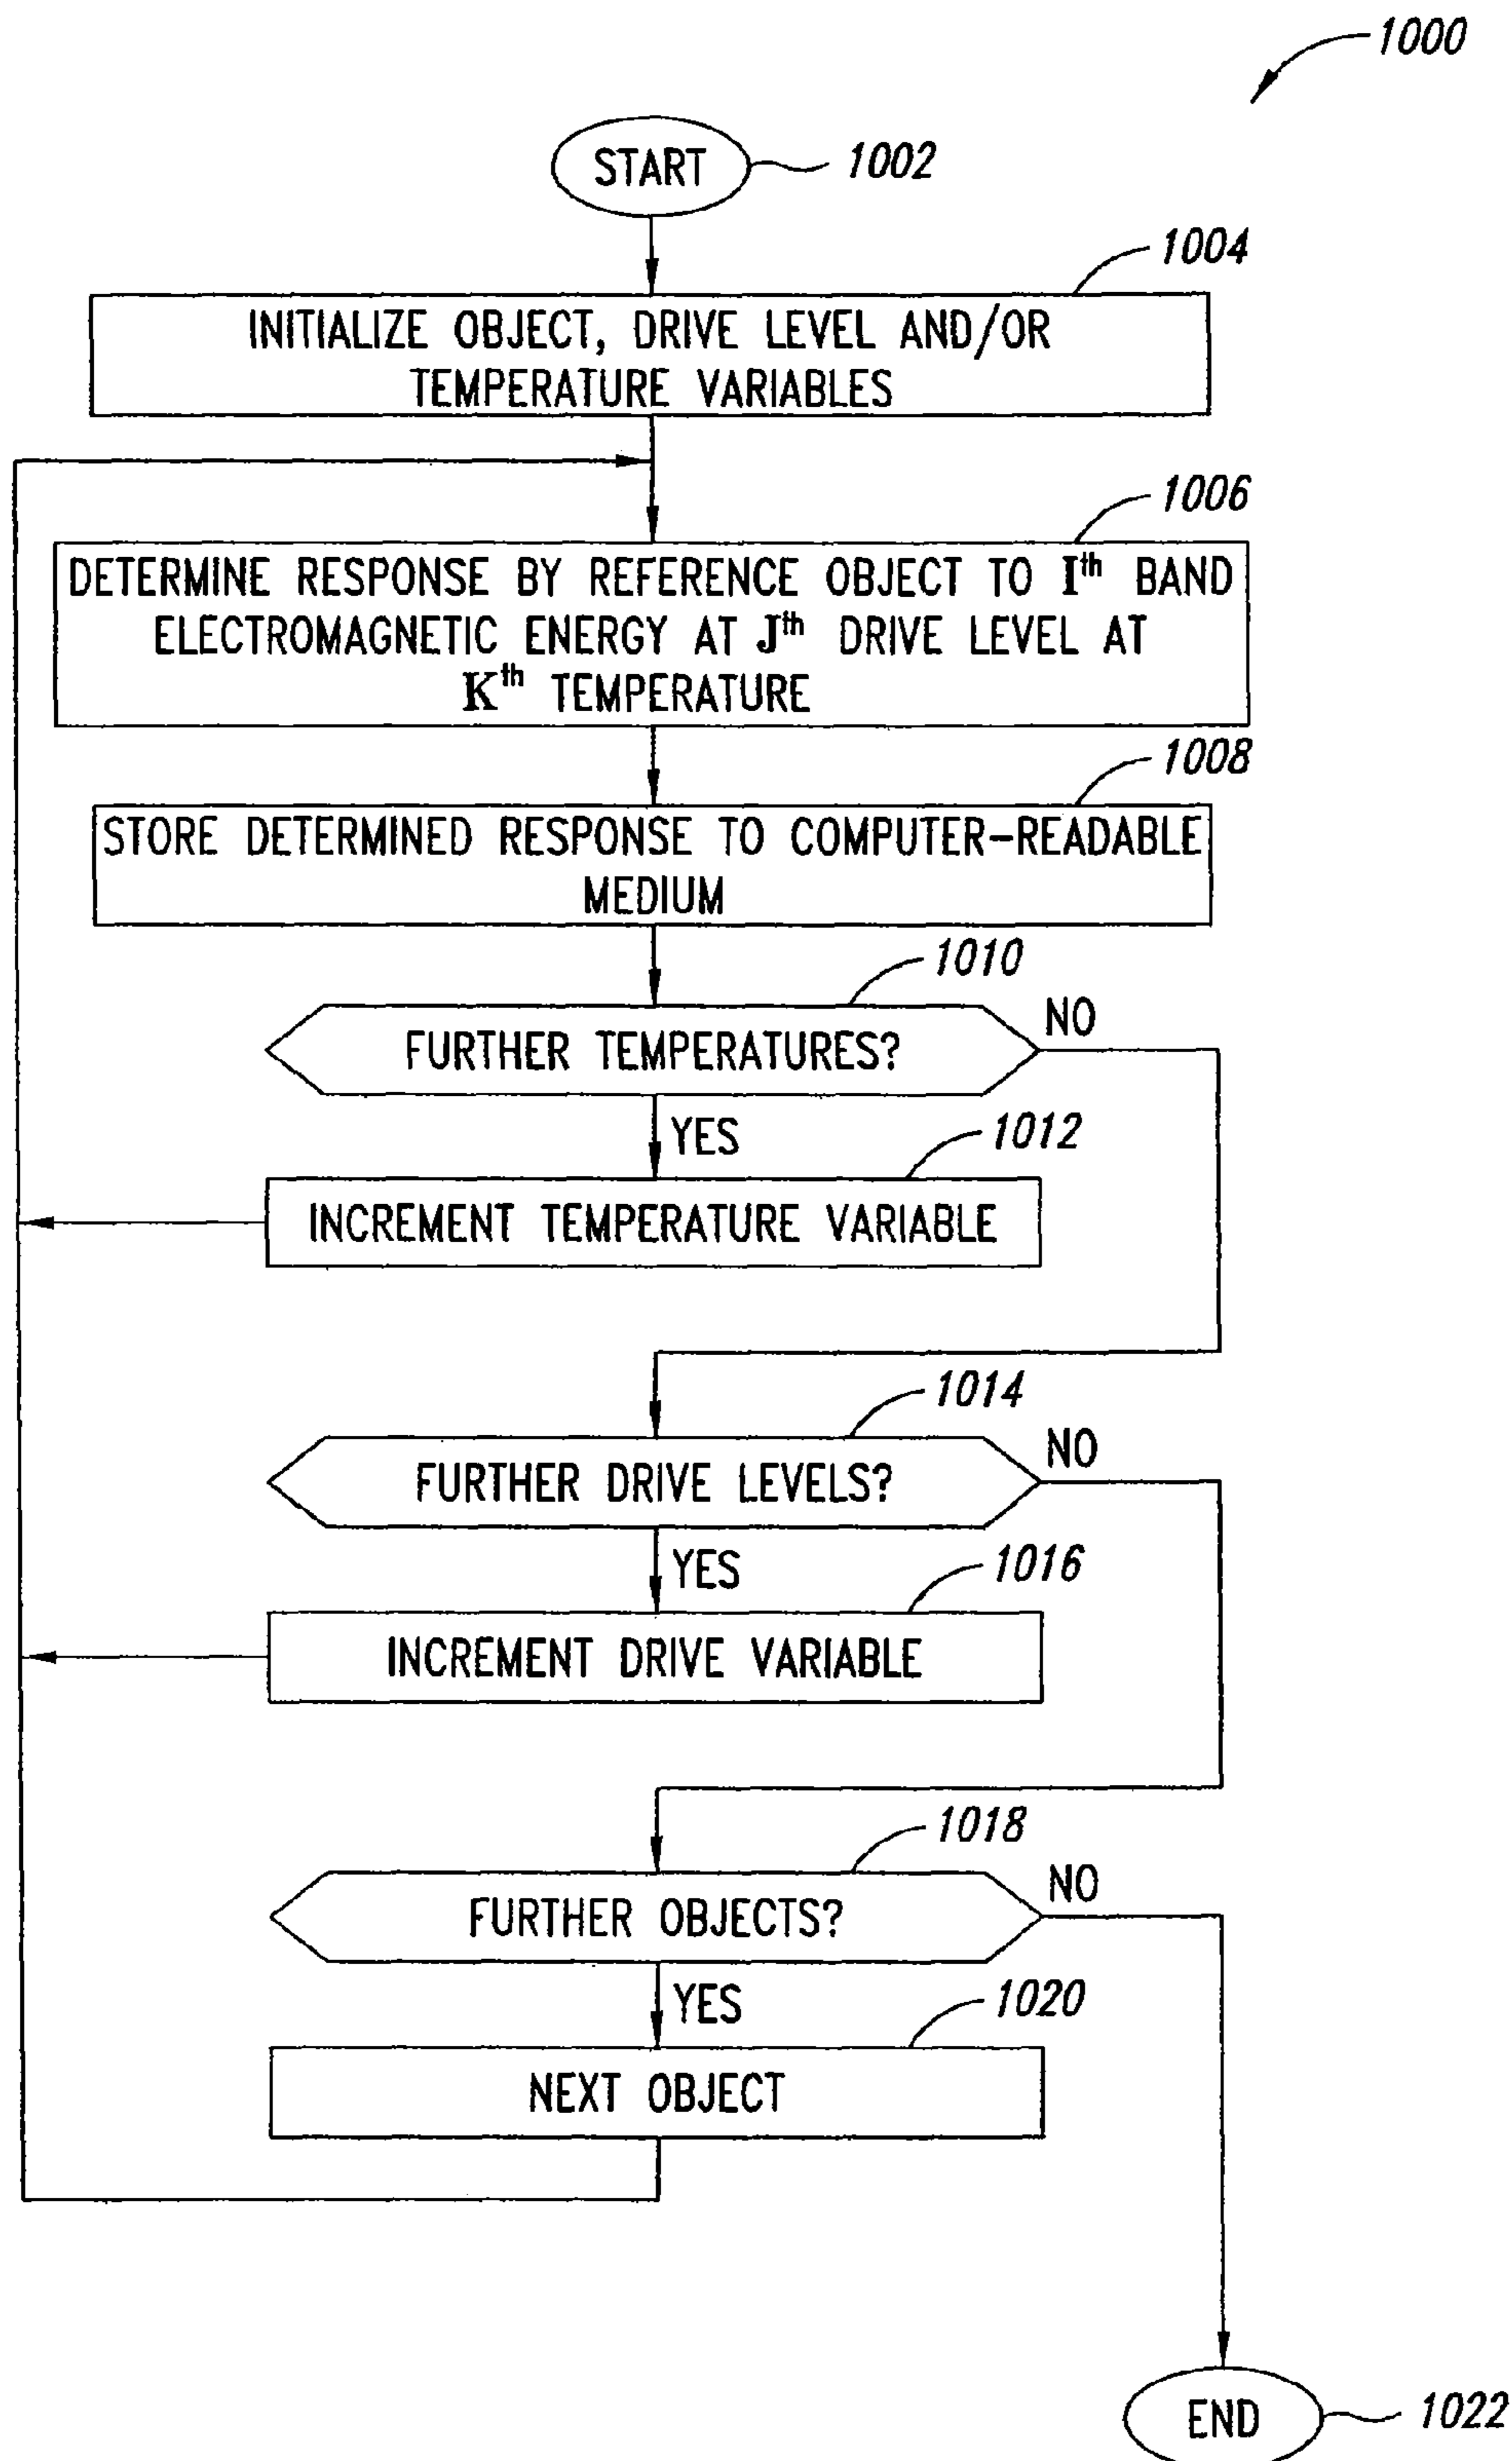 1000
START
1002
1004
INITIALIZE OBJECT, DRIVE LEVEL AND/OR
TEMPERATURE VARIABLES
1006
DETERMINE RESPONSE BY REFERENCE OBJECT TO Ith BAND
ELECTROMAGNETIC ENERGY AT Jth DRIVE LEVEL AT
Kth TEMPERATURE
1008
STORE DETERMINED RESPONSE TO COMPUTER-READABLE
MEDIUM
1010
FURTHER TEMPERATURES?
NO
YES
1012
INCREMENT TEMPERATURE VARIABLE
1014
FURTHER DRIVE LEVELS?
NO
YES
1016
INCREMENT DRIVE VARIABLE
1018
FURTHER OBJECTS?
NO
YES
1020
NEXT OBJECT
END
1022